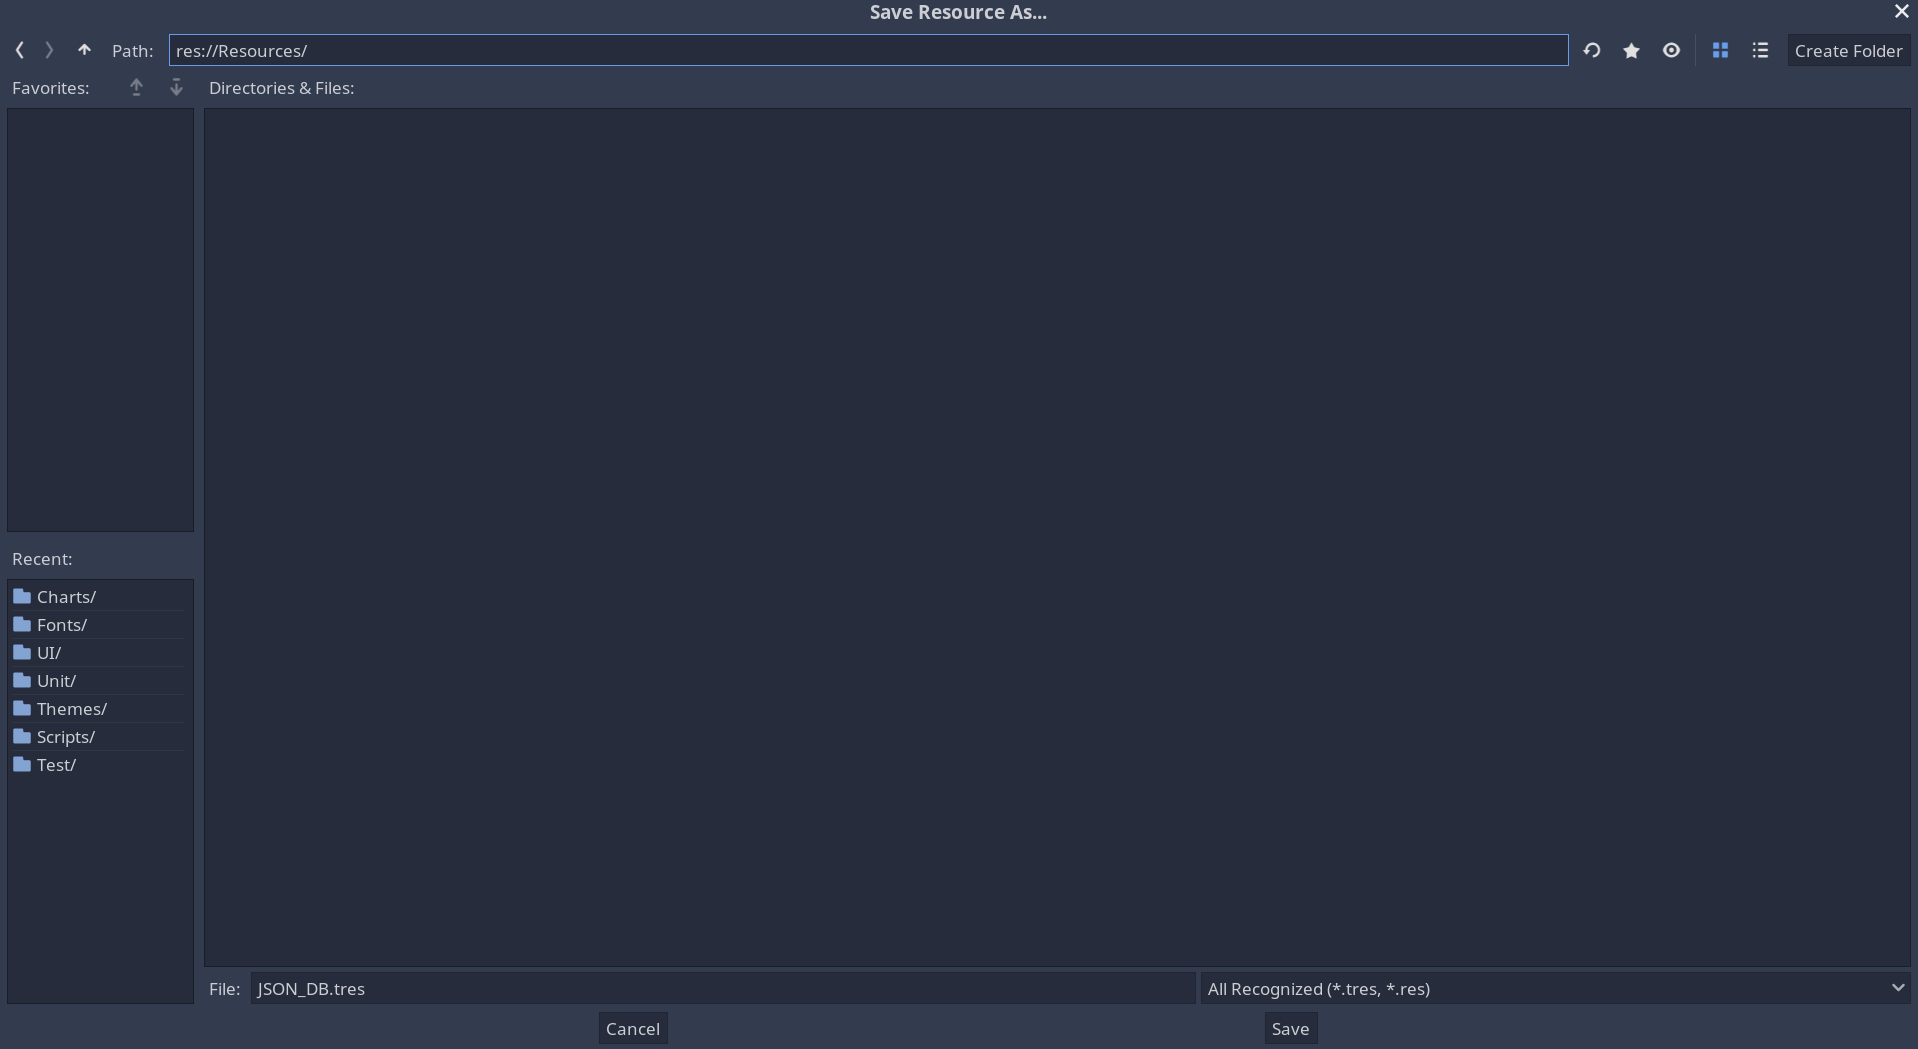 Save Resource As...
Path: res://Resources/ Create Folder
Favorites: Directories & Files:
Recent:
Charts/
Fonts/
UI/
Unit/
Themes/
Scripts/
Test/
File: JSON_DB.tres All Recognized (*.tres, *.res)
Cancel Save